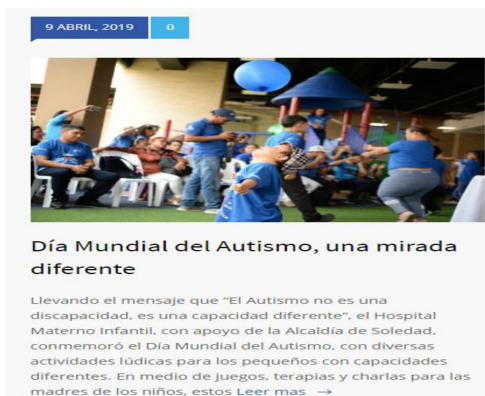 9 ABRIL, 2019
0
Día Mundial del Autismo, una mirada
diferente
Llevando el mensaje que “El Autismo no es una
discapacidad, es una capacidad diferente”, el Hospital
Materno Infantil, con apoyo de la Alcaldía de Soledad,
conmemoró el Día Mundial del Autismo, con diversas
actividades lúdicas para los pequeños con capacidades
diferentes. En medio de juegos, terapias y charlas para las
madres de los niños, estos Leer mas →